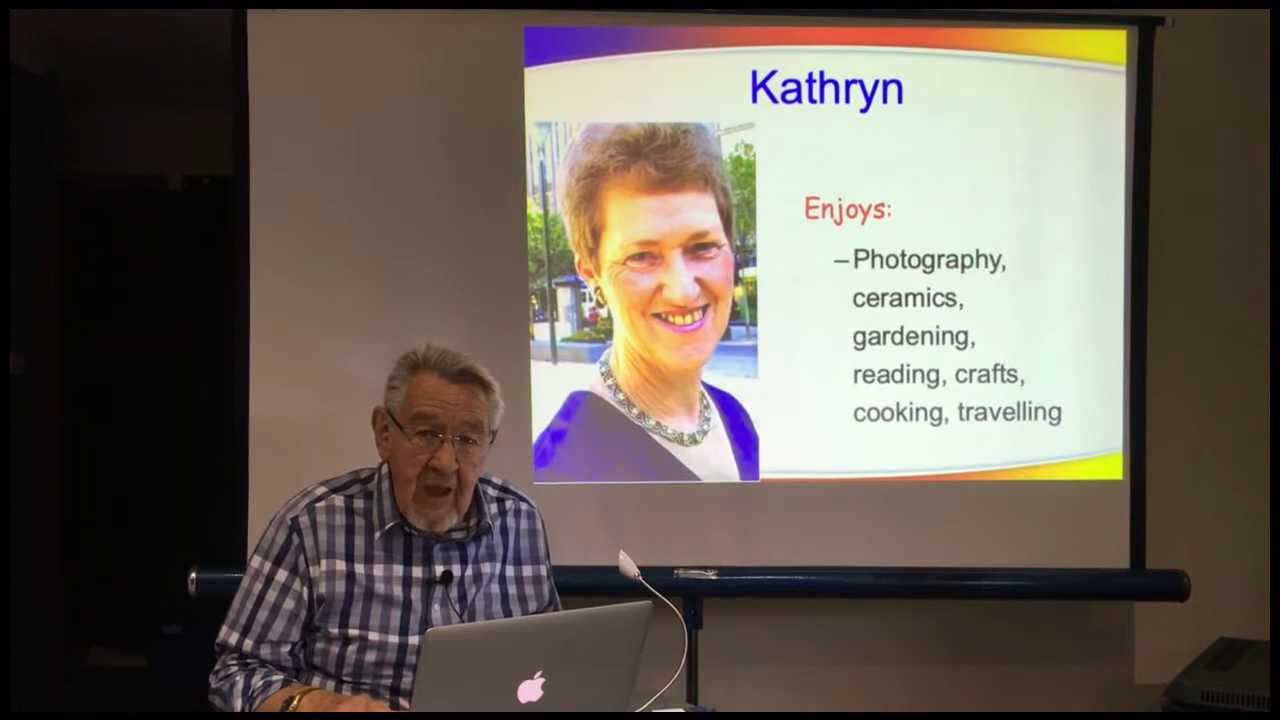 Kathryn
Enjoys:
–Photography,
ceramics,
gardening,
reading, crafts,
cooking, travelling